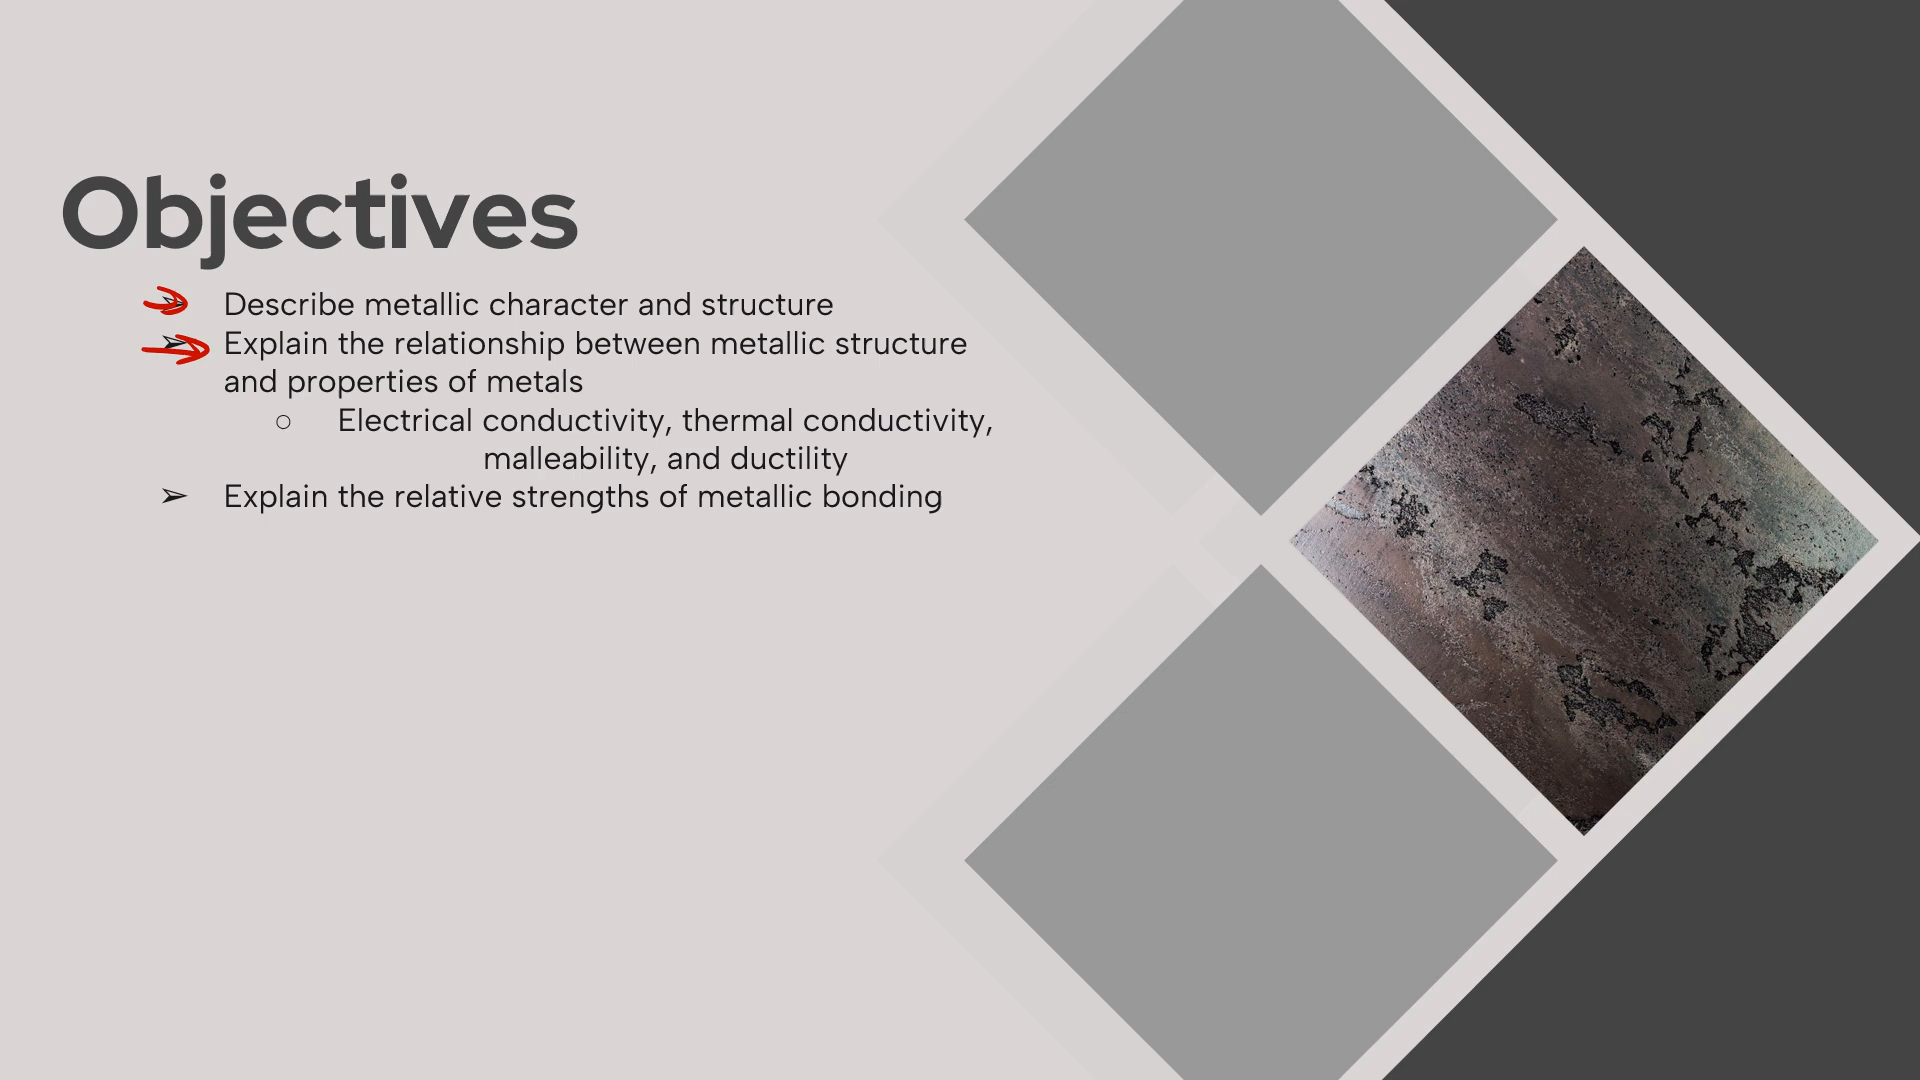 Objectives
➢ Describe metallic character and structure
➢ Explain the relationship between metallic structure
and properties of metals
○ Electrical conductivity, thermal conductivity,
malleability, and ductility
➢ Explain the relative strengths of metallic bonding